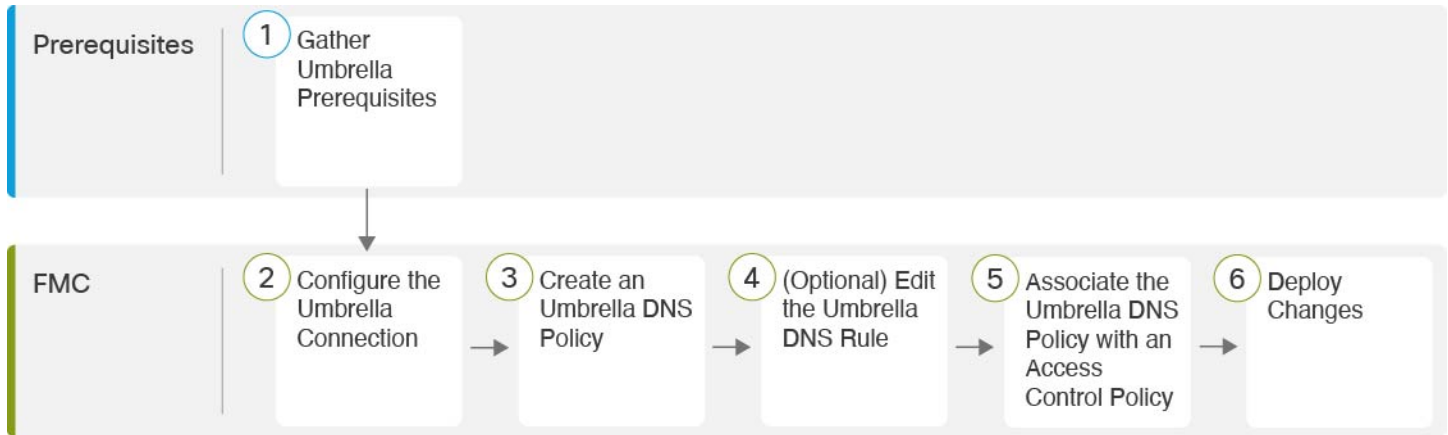 Prerequisites
1
Gather
Umbrella
Prerequisites
FMC
2
Configure the
Umbrella
Connection
3
Create an
Umbrella DNS
Policy
4
(Optional) Edit
the Umbrella
DNS Rule
5
Associate the
Umbrella DNS
Policy with an
Access
Control Policy
6
Deploy
Changes